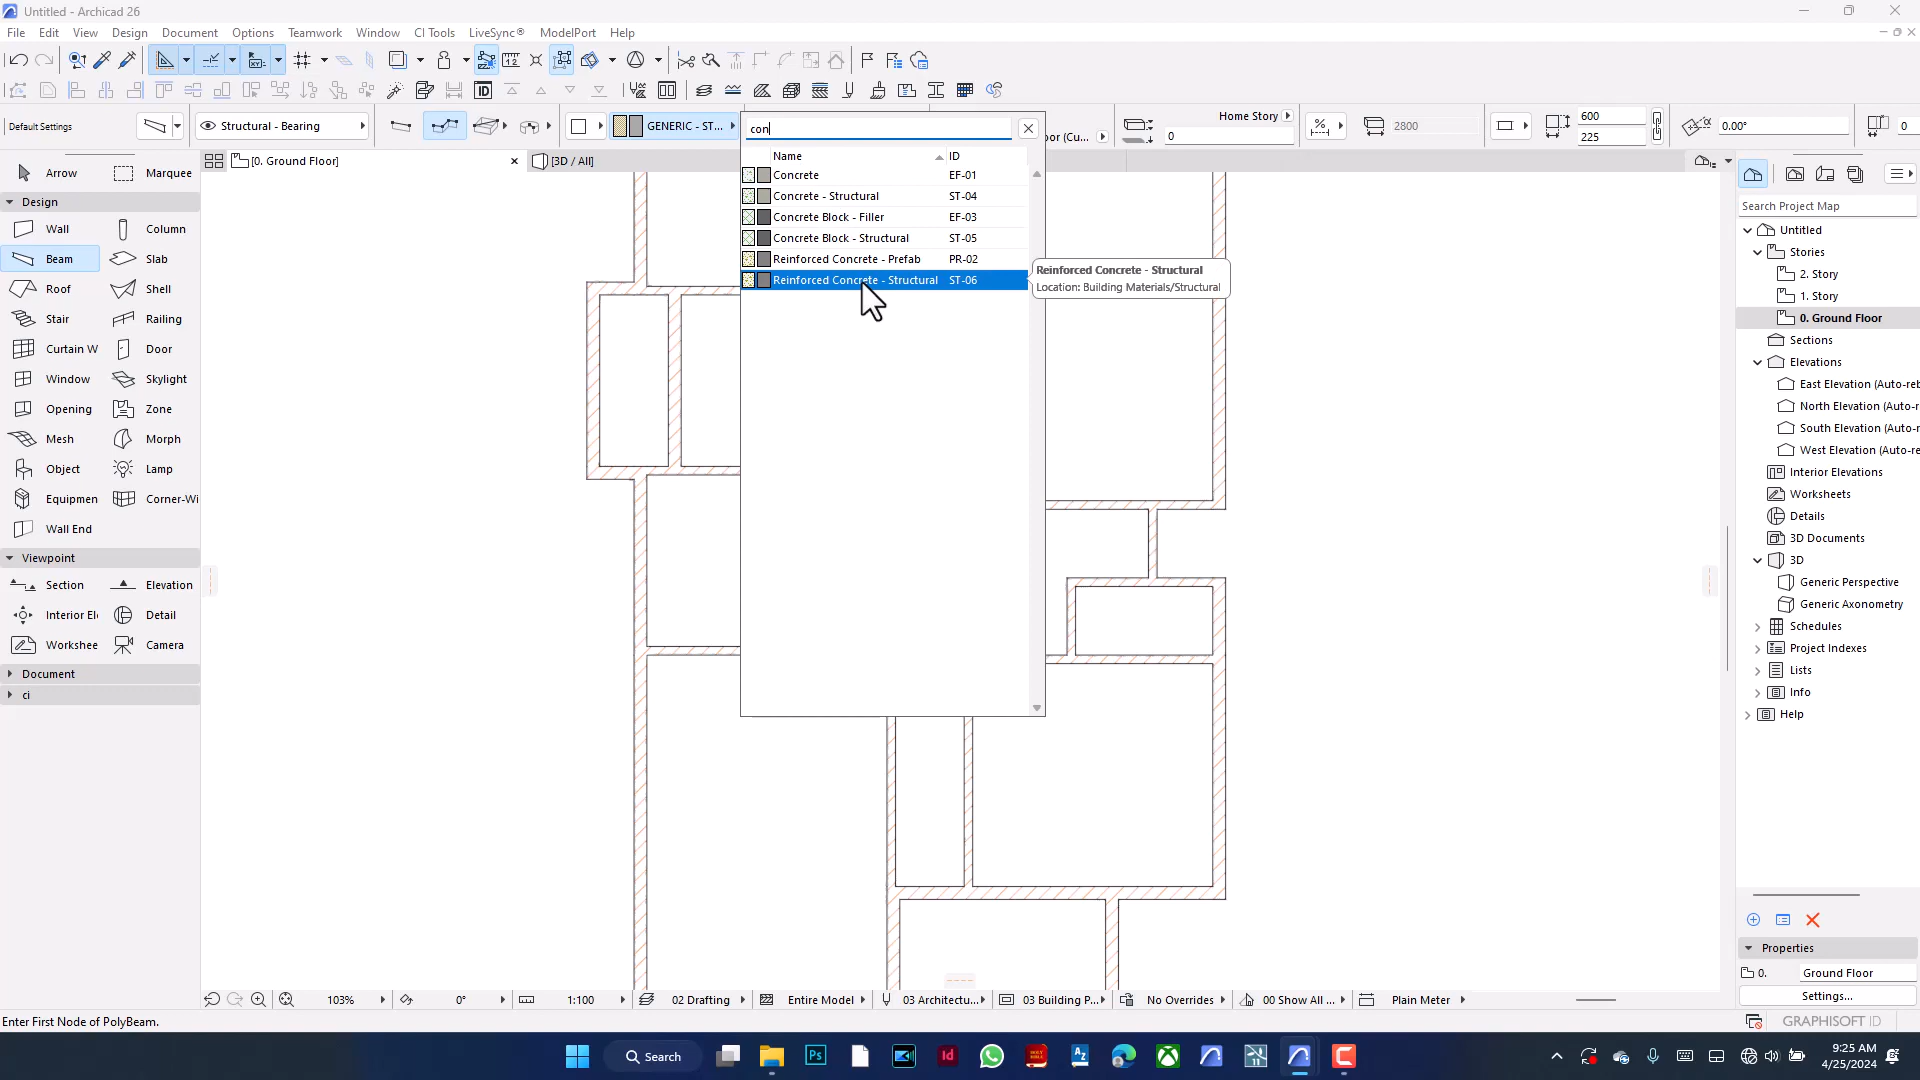 Untitled - Archicad 26
File Edit View Design Document Options Teamwork Window CI Tools LiveSync® ModelPort Help
Default Settings
Structural - Bearing
GENERIC - ST...
con
oor (Cu...
Home Story
0
2800
600
225
0.00°
0
[0. Ground Floor]
[3D / All]
Name ID
Concrete EF-01
Concrete - Structural ST-04
Concrete Block - Filler EF-03
Concrete Block - Structural ST-05
Reinforced Concrete - Prefab PR-02
Reinforced Concrete - Structural ST-06
Reinforced Concrete - Structural
Location: Building Materials/Structural
Arrow Marquee
Design
Wall Column
Beam Slab
Roof Shell
Stair Railing
Curtain W Door
Window Skylight
Opening Zone
Mesh Morph
Object Lamp
Equipmen Corner-Wi
Wall End
Viewpoint
Section Elevation
Interior El Detail
Workshee Camera
Document
ci
Search Project Map
Untitled
Stories
2. Story
1. Story
0. Ground Floor
Sections
Elevations
East Elevation (Auto-reb
North Elevation (Auto-r
South Elevation (Auto-r
West Elevation (Auto-re
Interior Elevations
Worksheets
Details
3D Documents
3D
Generic Perspective
Generic Axonometry
Schedules
Project Indexes
Lists
Info
Help
Properties
0. Ground Floor
Settings...
103% 0° 1:100 02 Drafting Entire Model 03 Architectu... 03 Building P... No Overrides 00 Show All ... Plain Meter
Enter First Node of PolyBeam.
GRAPHISOFT ID
Search
9:25 AM
4/25/2024